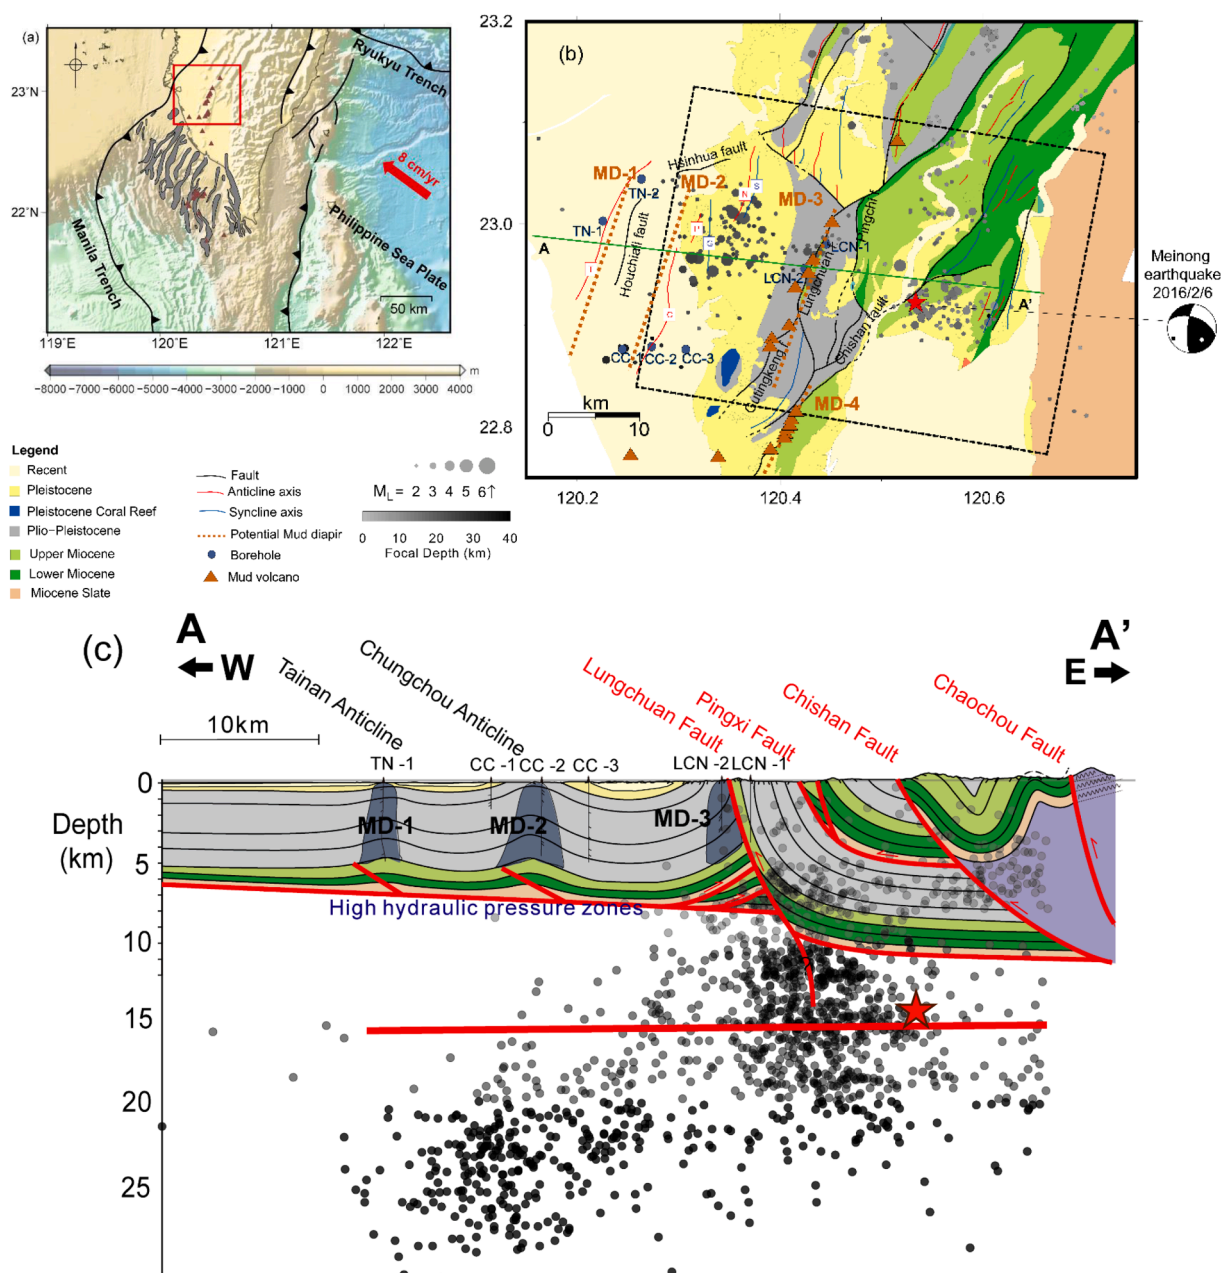 (a)
Ryukyu Trench
23°N
8 cm/yr
22°N
Manila Trench
Philippine Sea Plate
50 km
119°E
120°E
121°E
122°E
m
−8000 −7000 −6000 −5000 −4000 −3000 −2000 −1000 0 1000 2000 3000 4000
23.2
(b)
Hsinhua fault
MD-1
MD-2
TN-2
MD-3
S
N
23.0
TN-1
Houchiali fault
Pingchi f.
A
LCN-1
LCN-2
Lungchuan
Meinong
earthquake
2016/2/6
A'
T
C
Chishan fault
CC-1
CC-2
CC-3
Gutingkeng f.
MD-4
km
0 10
22.8
120.2
120.4
120.6
Legend
Recent
Pleistocene
Pleistocene Coral Reef
Plio−Pleistocene
Upper Miocene
Lower Miocene
Miocene Slate
Fault
Anticline axis
Syncline axis
Potential Mud diapir
Borehole
Mud volcano
M L = 2 3 4 5 6↑
0 10 20 30 40
Focal Depth (km)
(c)
A
W
A’
E
Tainan Anticline
Chungchou Anticline
Lungchuan Fault
Pingxi Fault
Chishan Fault
Chaochou Fault
10km
TN -1
CC -1
CC -2
CC -3
LCN -2
LCN -1
0
Depth
(km)
MD-1
MD-2
MD-3
5
High hydraulic pressure zones
10
15
20
25